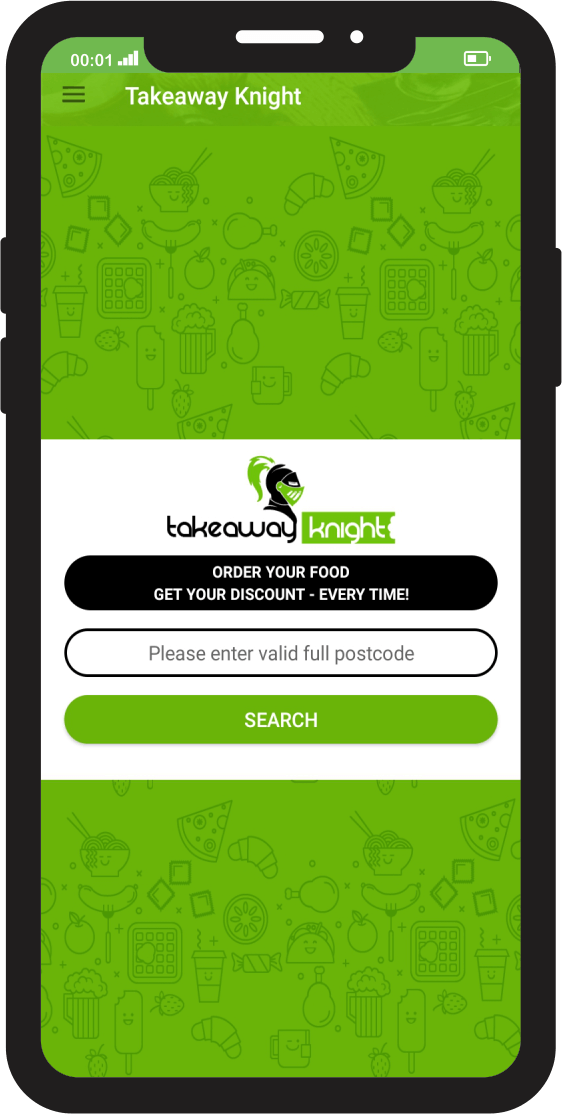 00:01
Takeaway Knight
takeaway knight
ORDER YOUR FOOD
GET YOUR DISCOUNT - EVERY TIME!
Please enter valid full postcode
SEARCH